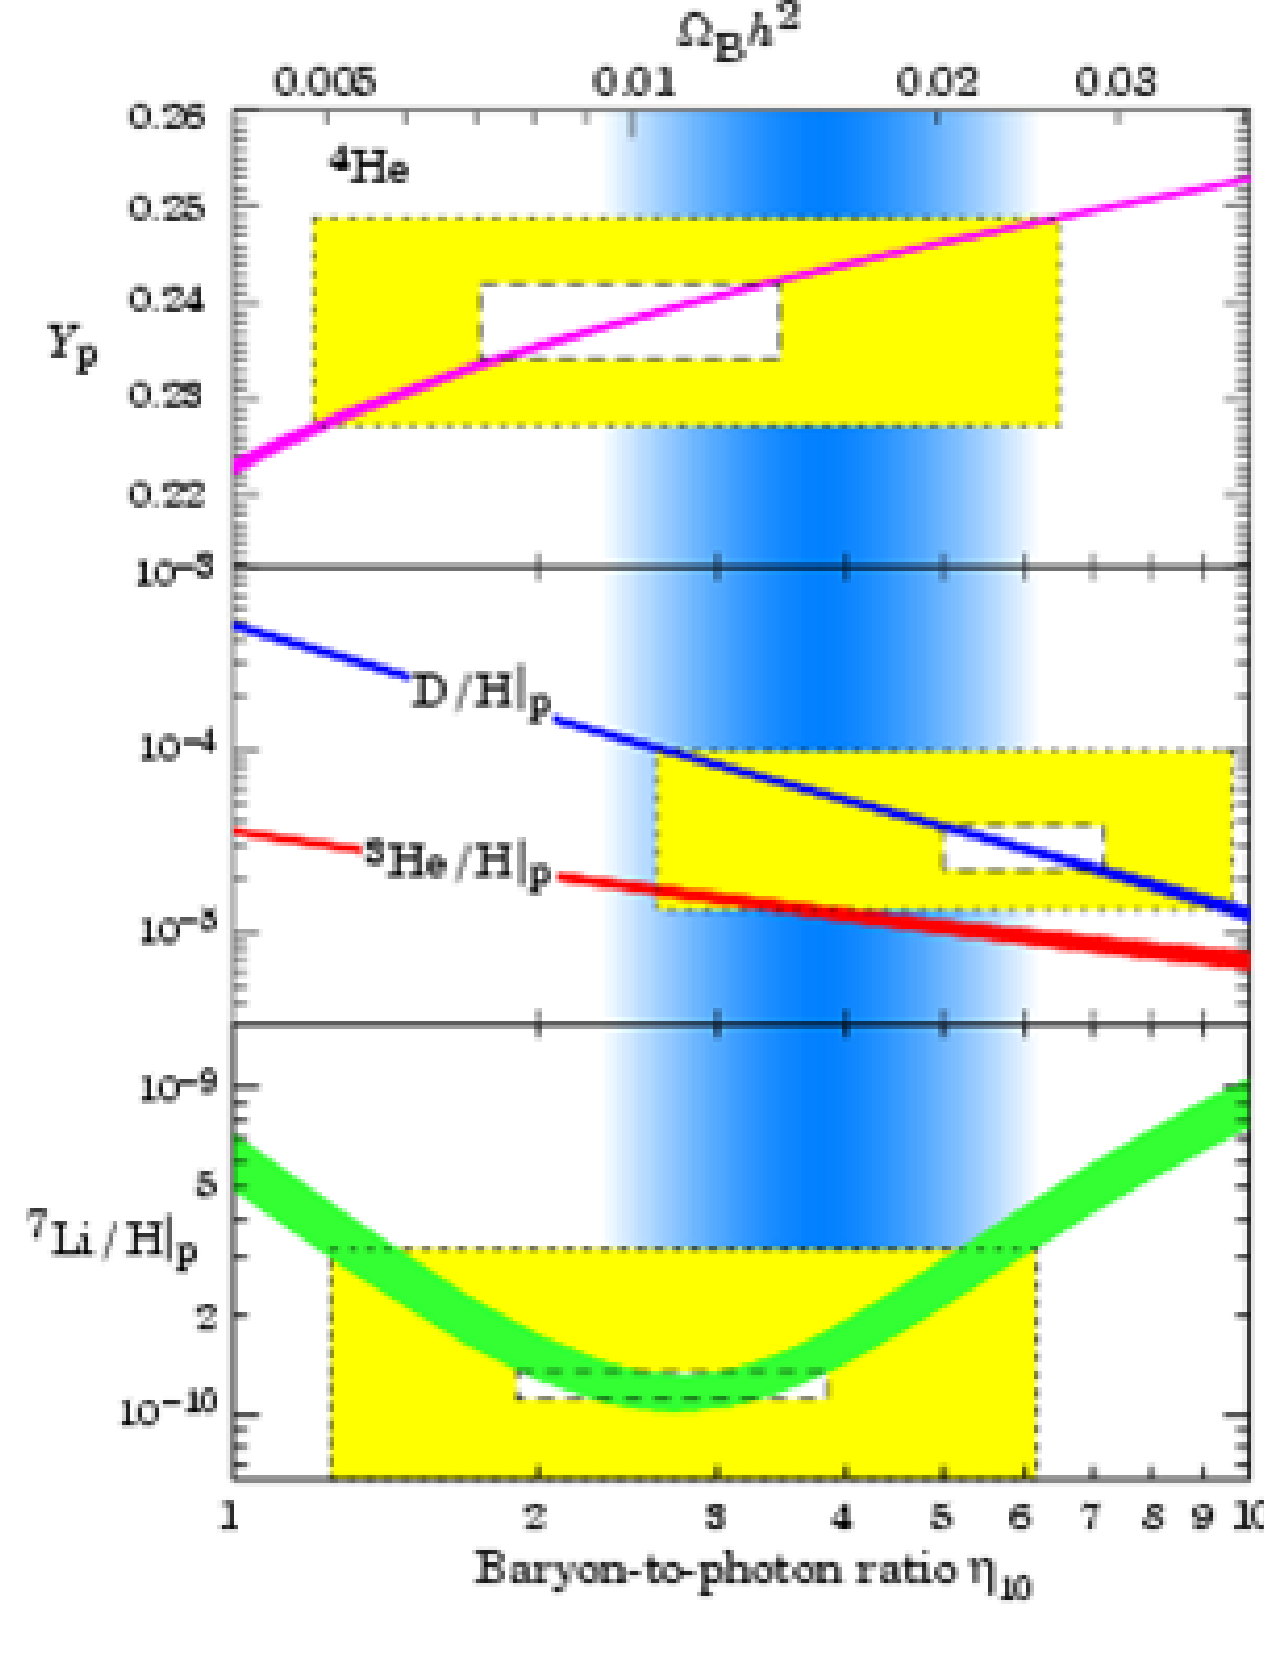 Ω_B h²
0.005 0.01 0.02 0.03
0.26
⁴He
0.25
0.24
Y_p
0.23
0.22
10⁻³
D/H|_p
10⁻⁴
³He/H|_p
10⁻⁵
10⁻⁹
5
⁷Li/H|_p
2
10⁻¹⁰
1 2 3 4 5 6 7 8 9 10
Baryon-to-photon ratio η₁₀